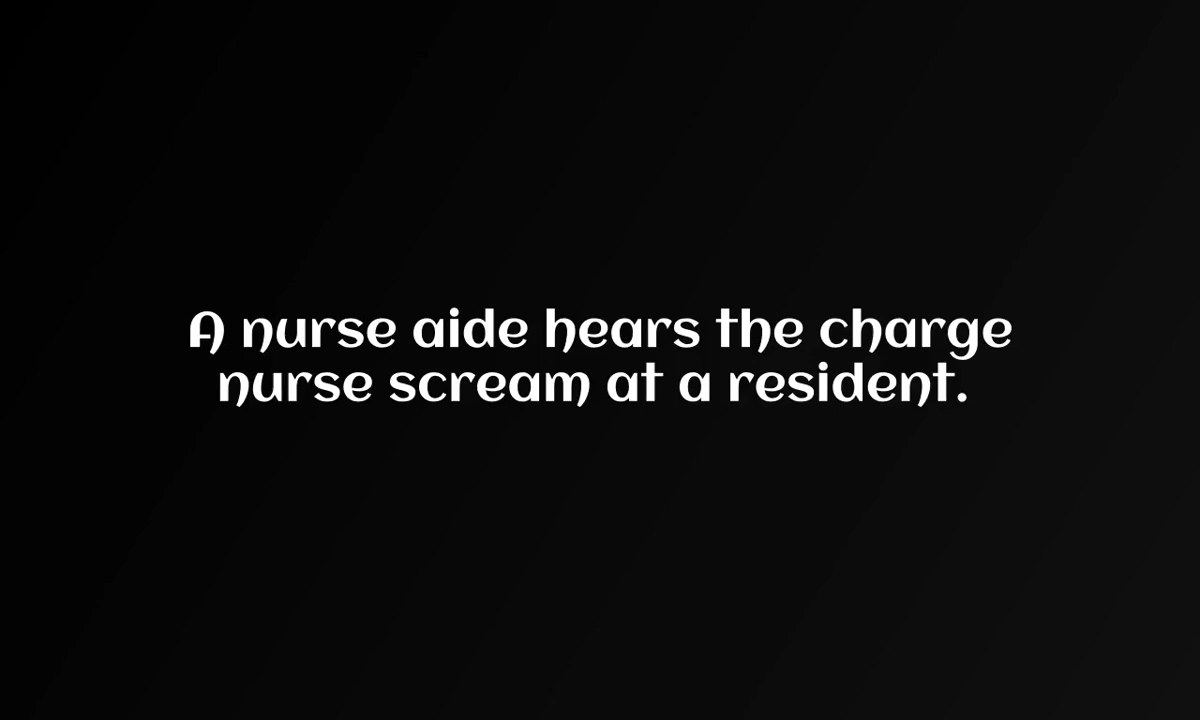 A nurse aide hears the charge
nurse scream at a resident.